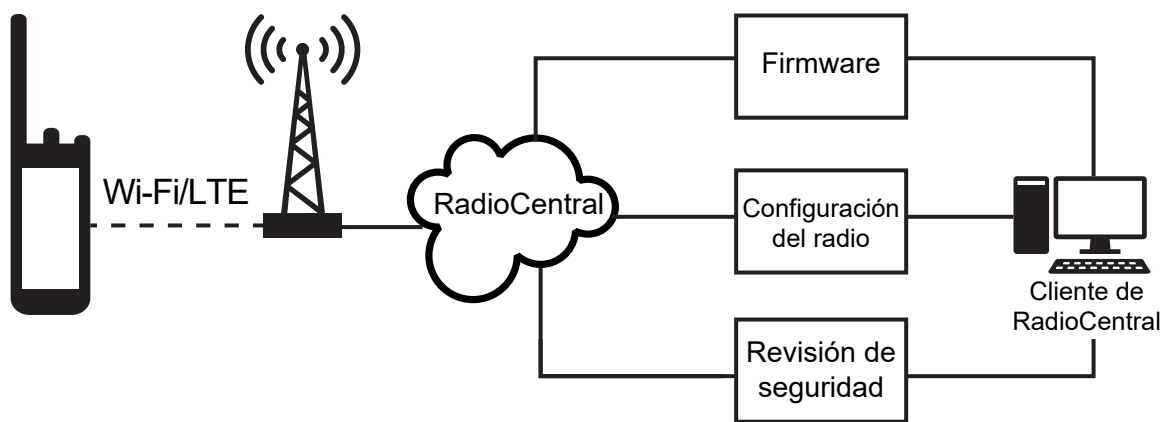 Wi-Fi/LTE
RadioCentral
Firmware
Configuración
del radio
Revisión de
seguridad
Cliente de
RadioCentral